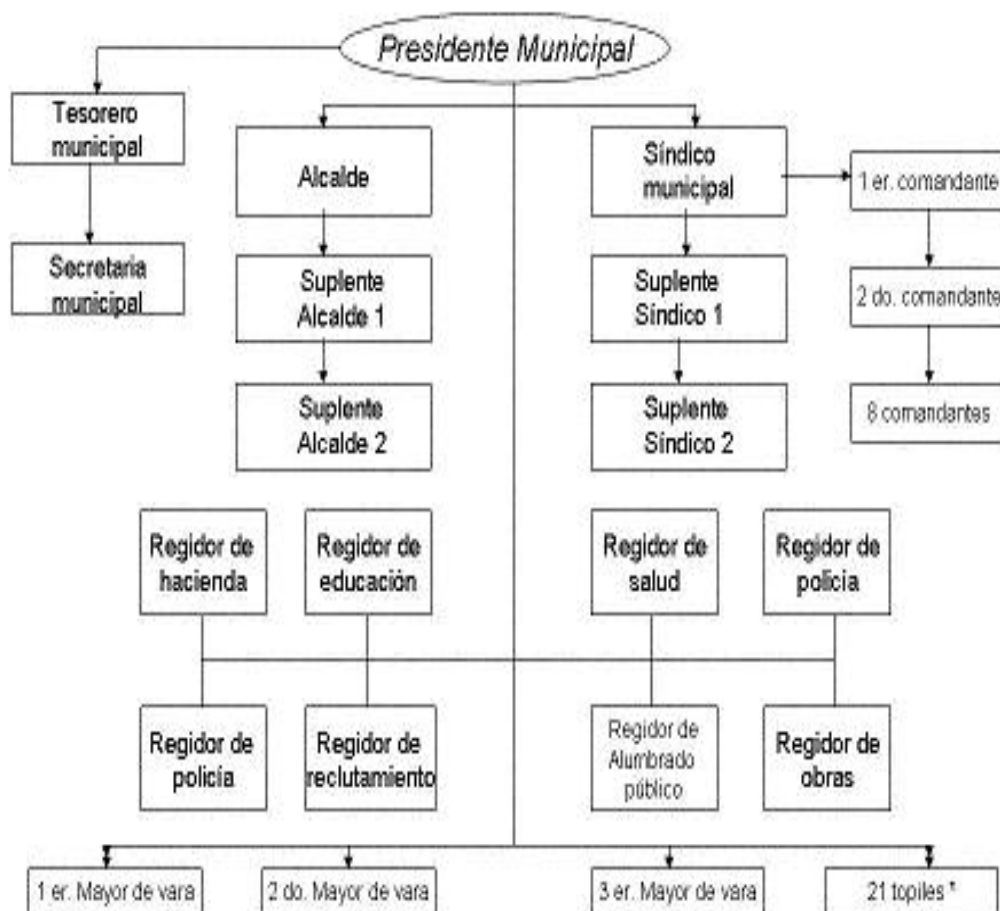 Presidente Municipal
Tesorero
municipal
Secretaria
municipal
Alcalde
Suplente
Alcalde 1
Suplente
Alcalde 2
Síndico
municipal
Suplente
Síndico 1
Suplente
Síndico 2
1 er. comandante
2 do. comandante
8 comandantes
Regidor de
hacienda
Regidor de
educación
Regidor de
salud
Regidor de
policía
Regidor de
policía
Regidor de
reclutamiento
Regidor de
Alumbrado
público
Regidor de
obras
1 er. Mayor de vara
2 do. Mayor de vara
3 er. Mayor de vara
21 topiles *